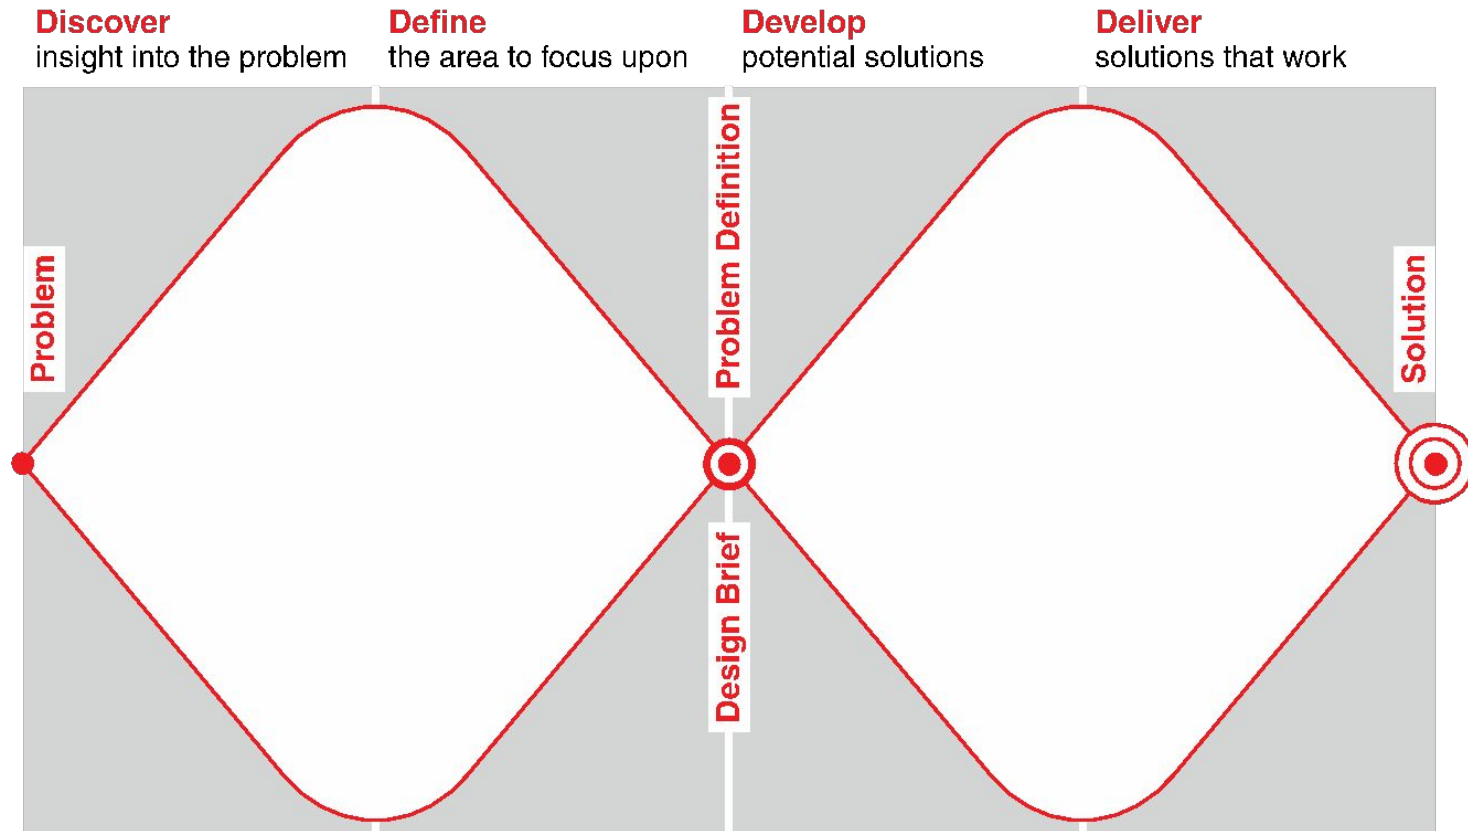 Discover
insight into the problem
Define
the area to focus upon
Develop
potential solutions
Deliver
solutions that work
Problem
Problem Definition
Design Brief
Solution